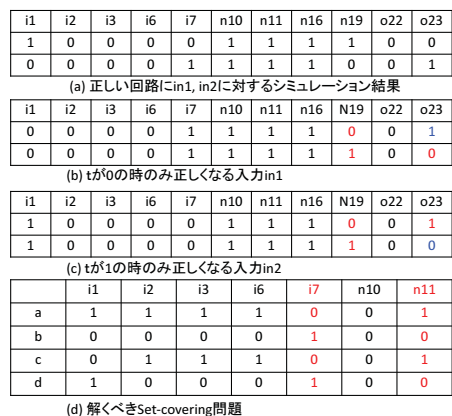 i1 i2 i3 i6 i7 n10 n11 n16 n19 o22 o23
1 0 0 0 0 1 1 1 1 0 0
0 0 0 0 1 1 1 1 0 0 1
(a) 正しい回路にin1, in2に対するシミュレーション結果
i1 i2 i3 i6 i7 n10 n11 n16 N19 o22 o23
0 0 0 0 1 1 1 1 0 0 1
0 0 0 0 1 1 1 1 1 0 0
(b) tが0の時のみ正しくなる入力in1
i1 i2 i3 i6 i7 n10 n11 n16 N19 o22 o23
1 0 0 0 0 1 1 1 0 0 1
1 0 0 0 0 1 1 1 1 0 0
(c) tが1の時のみ正しくなる入力in2
i1 i2 i3 i6 i7 n10 n11
a 1 1 1 1 0 0 1
b 0 0 0 0 1 0 0
c 0 1 1 1 0 0 1
d 1 0 0 0 1 0 0
(d) 解くべきSet-covering問題